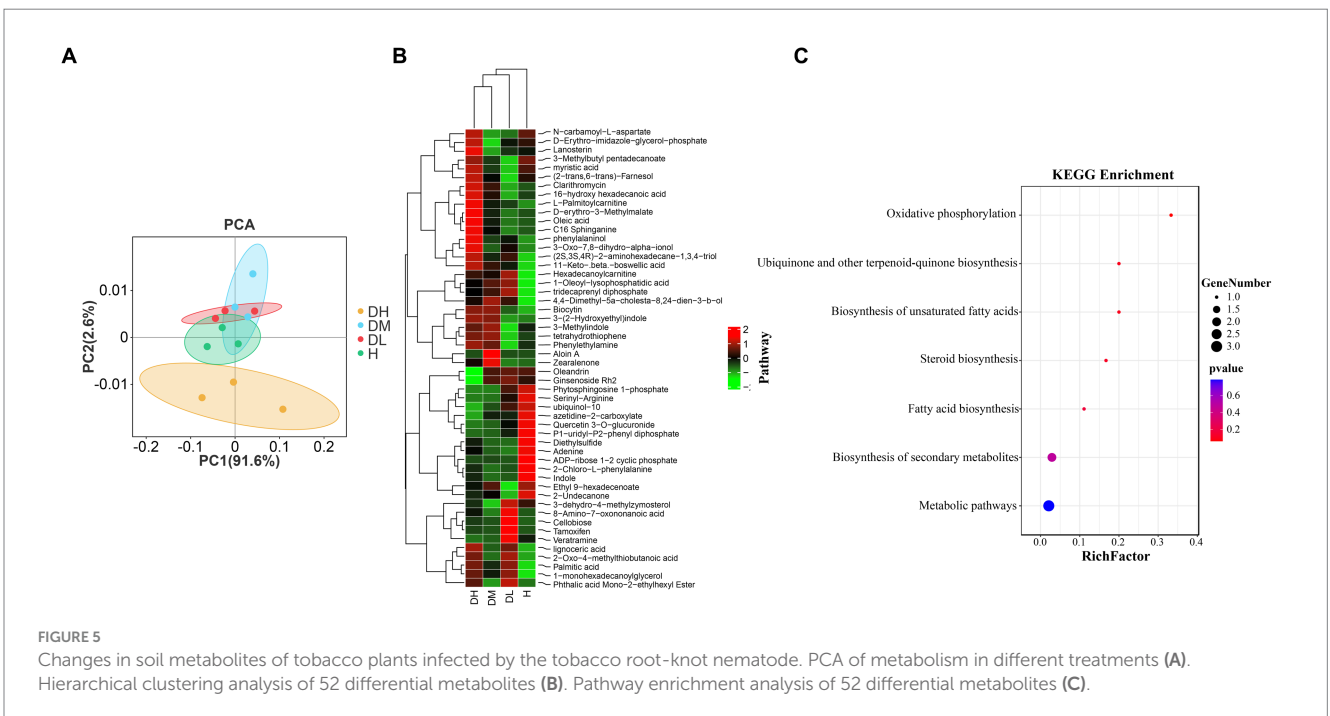 A
B
C
PCA
0.01
0
-0.01
PC2(2.6%)
-0.2
-0.1
0
0.1
0.2
PC1(91.6%)
DH
DM
DL
H
N-carbamoyl-L-aspartate
D-Erythro-imidazole-glycerol-phosphate
Lanosterin
3-Methylbutyl pentadecanoate
myristic acid
(2-trans,6-trans)-Farnesol
Clarithromycin
16-hydroxy hexadecanoic acid
L-Palmitoylcarnitine
D-erythro-3-Methylmalate
Oleic acid
C16 Sphinganine
phenylalaninol
3-Oxo-7,8-dihydro-alpha-ionol
(2S,3S,4R)-2-aminohexadecane-1,3,4-triol
11-Keto-.beta.-boswellic acid
Hexadecanoylcarnitine
1-Oleoyl-lysophosphatidic acid
tridecaprenyl diphosphate
4,4-Dimethyl-5a-cholesta-8,24-dien-3-b-ol
Biocytin
3-(2-Hydroxyethyl)indole
3-Methylindole
tetrahydrothiophene
Phenylethylamine
Aloin A
Zearalenone
Oleandrin
Ginsenoside Rh2
Phytosphingosine 1-phosphate
Serinyl-Arginine
ubiquinol-10
azetidine-2-carboxylate
Quercetin 3-O-glucuronide
P1-uridyl-P2-phenyl diphosphate
Diethylsulfide
Adenine
ADP-ribose 1-2 cyclic phosphate
2-Chloro-L-phenylalanine
Indole
Ethyl 9-hexadecenoate
2-Undecanone
3-dehydro-4-methylzymosterol
8-Amino-7-oxononanoic acid
Cellobiose
Tamoxifen
Veratramine
lignoceric acid
2-Oxo-4-methylthiobutanoic acid
Palmitic acid
1-monohexadecanoylglycerol
Phthalic acid Mono-2-ethylhexyl Ester
DH
DM
DL
H
2
1
0
Pathway
KEGG Enrichment
Oxidative phosphorylation
Ubiquinone and other terpenoid-quinone biosynthesis
Biosynthesis of unsaturated fatty acids
Steroid biosynthesis
Fatty acid biosynthesis
Biosynthesis of secondary metabolites
Metabolic pathways
0.0
0.1
0.2
0.3
0.4
RichFactor
GeneNumber
1.0
1.5
2.0
2.5
3.0
pvalue
0.6
0.4
0.2
FIGURE 5
Changes in soil metabolites of tobacco plants infected by the tobacco root-knot nematode. PCA of metabolism in different treatments (A).
Hierarchical clustering analysis of 52 differential metabolites (B). Pathway enrichment analysis of 52 differential metabolites (C).